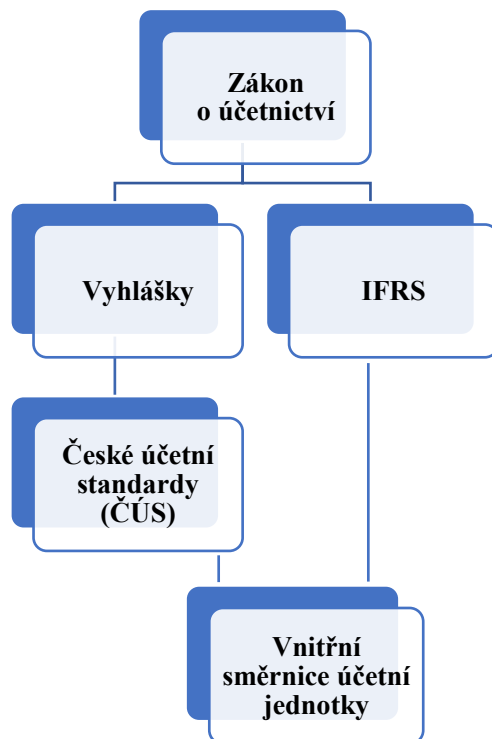 Zákon
o účetnictví
Vyhlášky
IFRS
České účetní
standardy
(ČÚS)
Vnitřní
směrnice účetní
jednotky